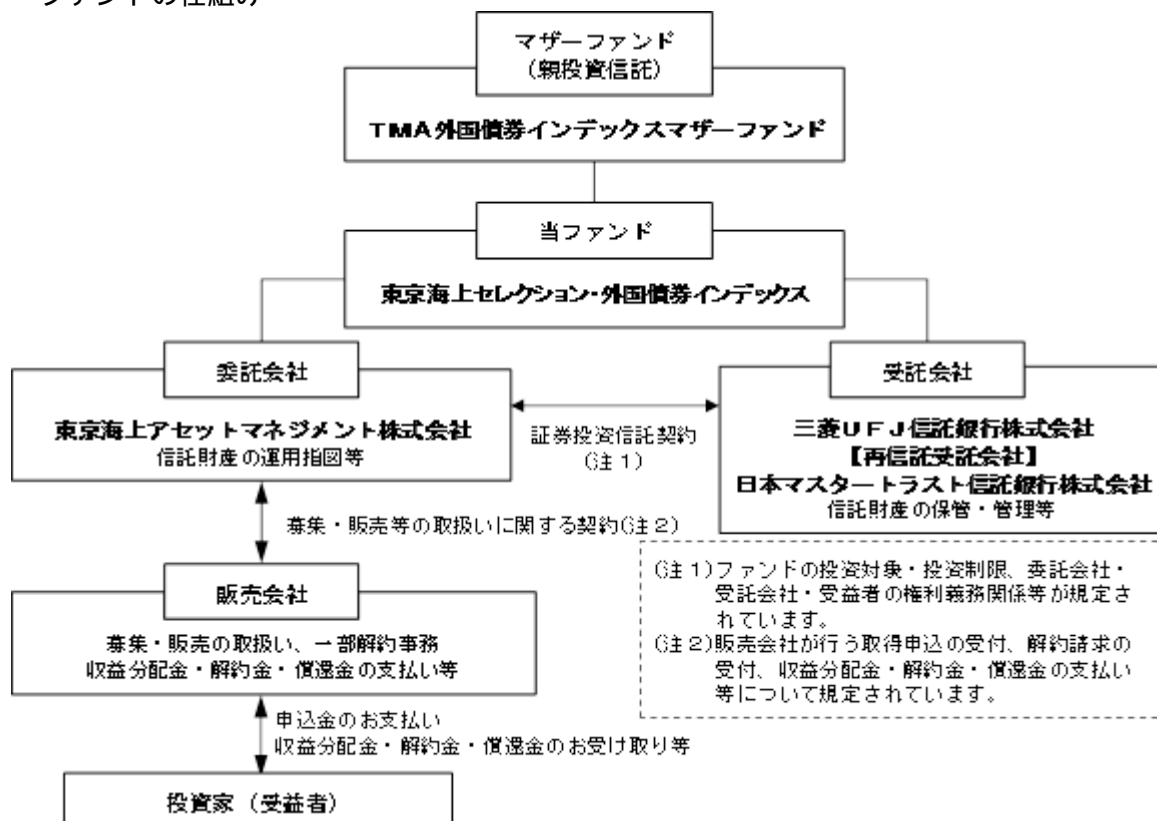 ファンドの仕組み
マザーファンド
（親投資信託）
ＴＭＡ外国債券インデックスマザーファンド
当ファンド
東京海上セレクション・外国債券インデックス
委託会社
東京海上アセットマネジメント株式会社
信託財産の運用指図等
証券投資信託契約
(注１)
受託会社
三菱ＵＦＪ信託銀行株式会社
【再信託受託会社】
日本マスタートラスト信託銀行株式会社
信託財産の保管・管理等
募集・販売等の取扱いに関する契約(注２)
販売会社
募集・販売の取扱い、一部解約事務
収益分配金・解約金・償還金の支払い等
(注１)ファンドの投資対象・投資制限、委託会社・
受託会社・受益者の権利義務関係等が規定さ
れています。
(注２)販売会社が行う取得申込の受付、解約請求の
受付、収益分配金・解約金・償還金の支払い
等について規定されています。
申込金のお支払い
収益分配金・解約金・償還金のお受け取り等
投資家（受益者）